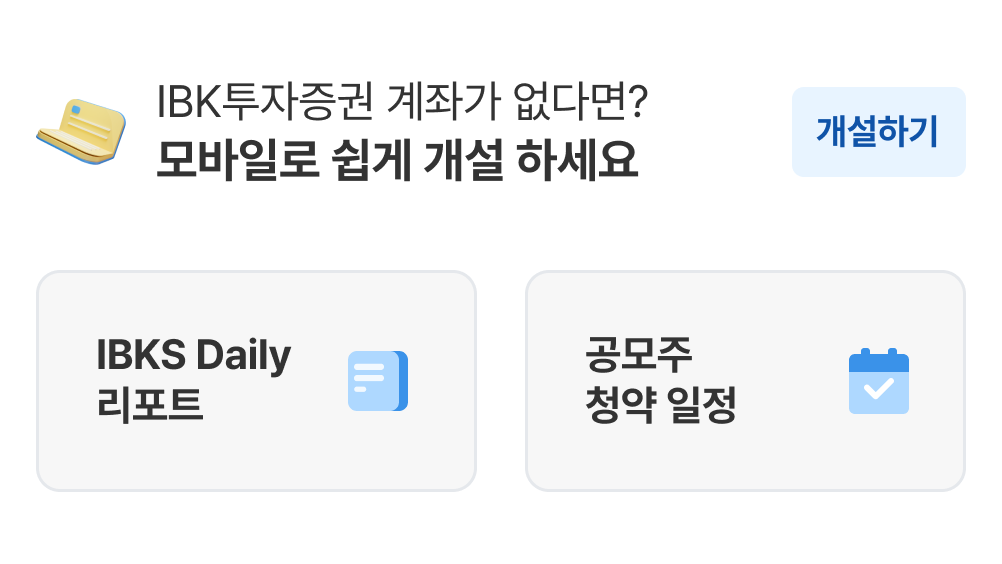 IBK투자증권 계좌가 없다면?
모바일로 쉽게 개설 하세요
개설하기
IBKS Daily
리포트
공모주
청약 일정